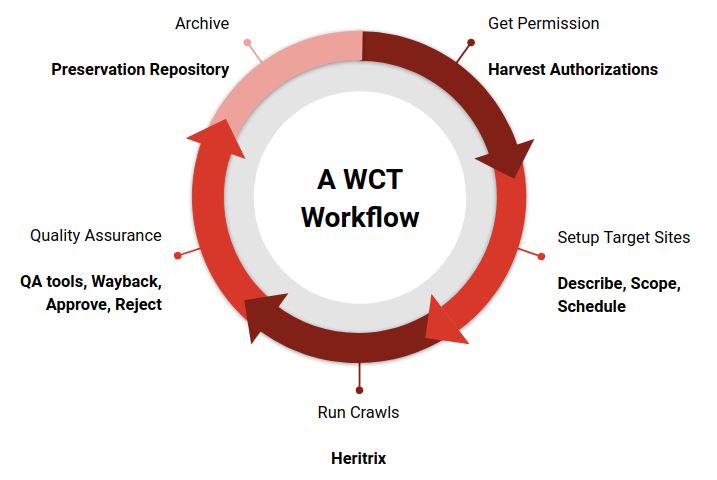 Archive
Preservation Repository
Get Permission
Harvest Authorizations
A WCT
Workflow
Quality Assurance
QA tools, Wayback,
Approve, Reject
Setup Target Sites
Describe, Scope,
Schedule
Run Crawls
Heritrix